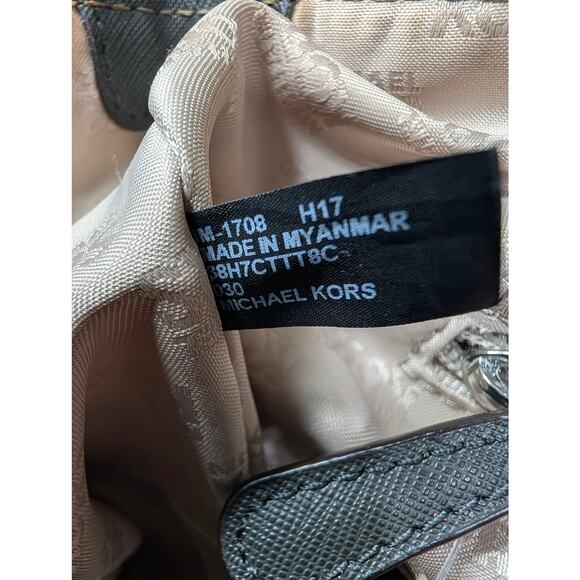 M-1708 H17
MADE IN MYANMAR
38H7CTTT8C
030
MICHAEL KORS